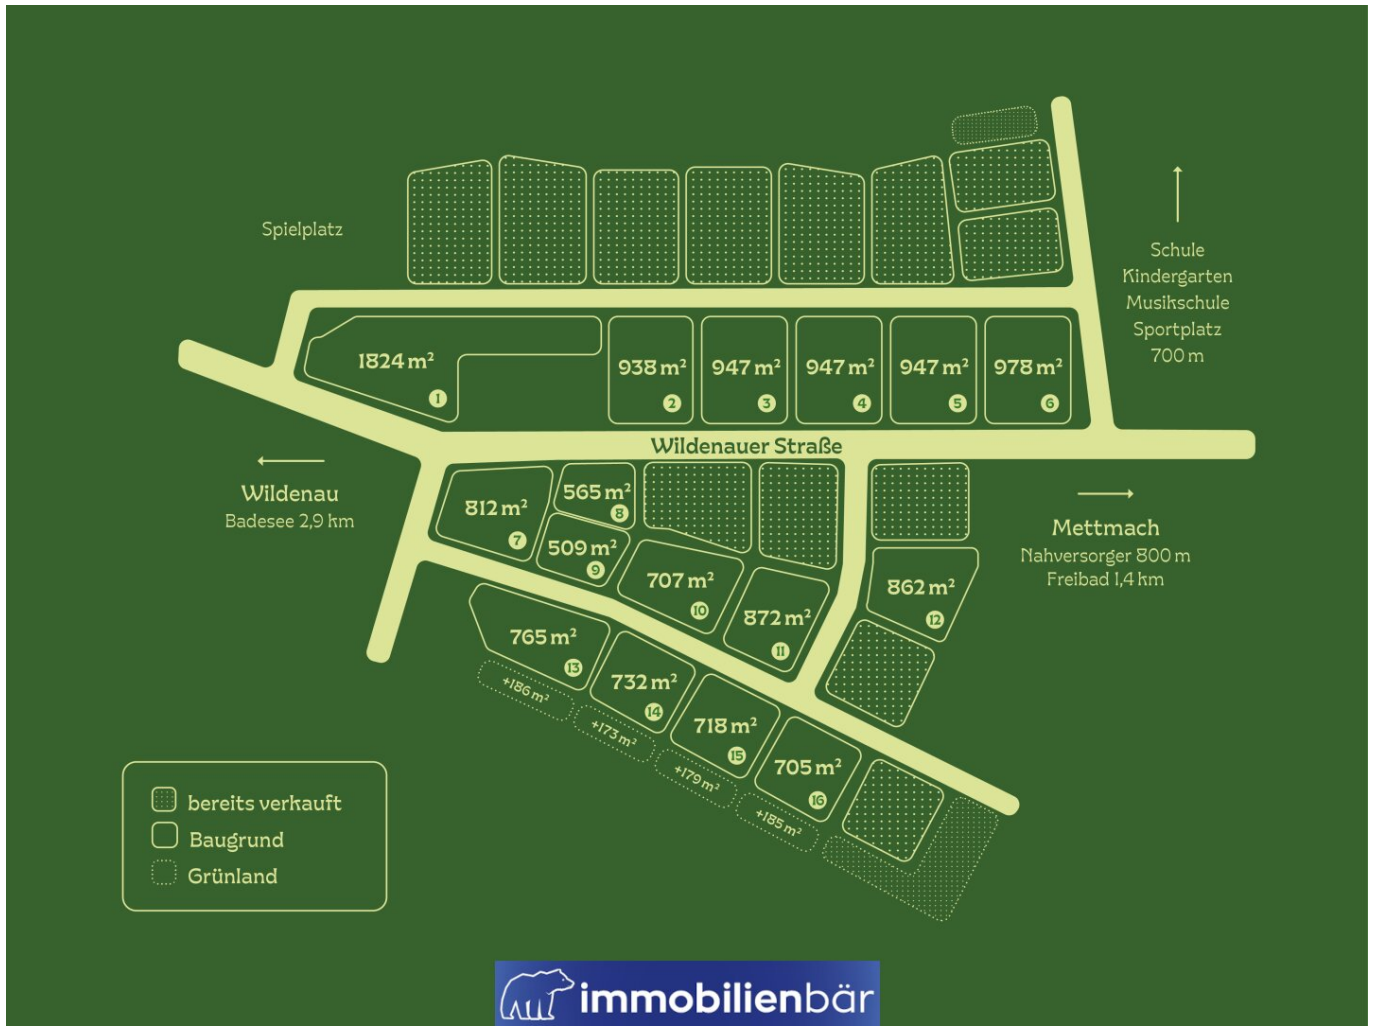 Spielplatz
Schule
Kindergarten
Musikschule
Sportplatz
700 m
1824 m²
1
938 m²
2
947 m²
3
947 m²
4
947 m²
5
978 m²
6
Wildenauer Straße
Wildenau
Badesee 2,9 km
Mettmach
Nahversorger 800 m
Freibad 1,4 km
812 m²
7
565 m²
8
509 m²
9
707 m²
10
872 m²
11
862 m²
12
765 m²
13
732 m²
14
718 m²
15
705 m²
16
+186 m²
+173 m²
+179 m²
+185 m²
bereits verkauft
Baugrund
Grünland
immobilienbär